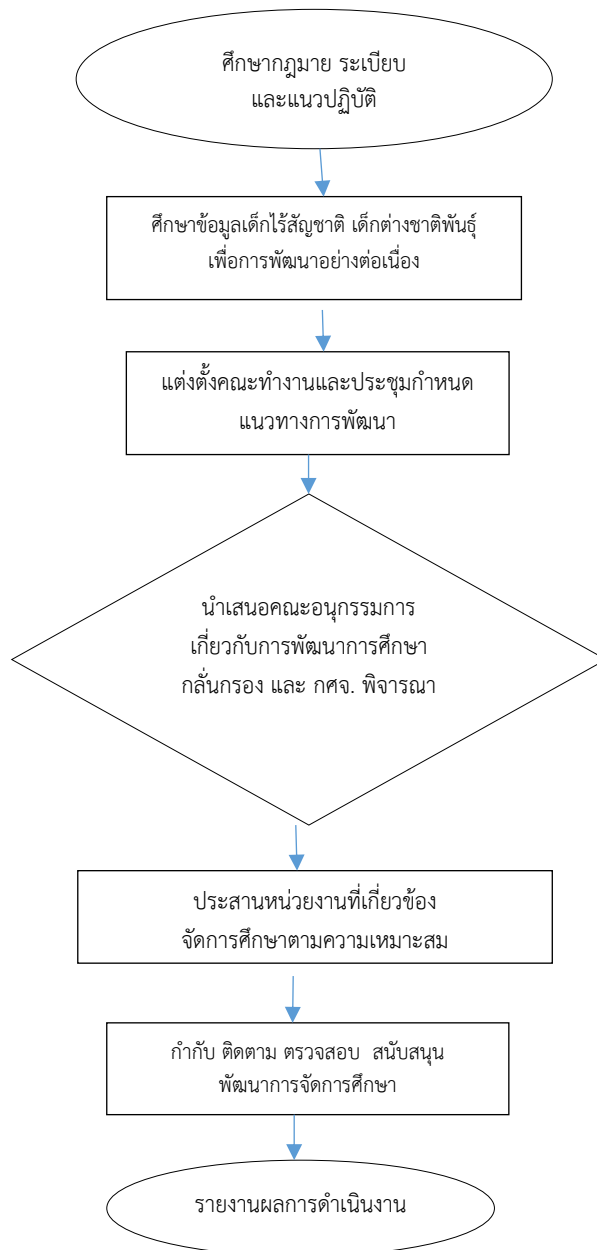 ศึกษากฎมาย ระเบียบ
และแนวปฏิบัติ
ศึกษาข้อมูลเด็กไร้สัญชาติ เด็กต่างชาติพันธุ์
เพื่อการพัฒนาอย่างต่อเนื่อง
แต่งตั้งคณะทำงานและประชุมกำหนด
แนวทางการพัฒนา
นำเสนอคณะอนุกรรมการ
เกี่ยวกับการพัฒนาการศึกษา
กลั่นกรอง และ กศจ. พิจารณา
ประสานหน่วยงานที่เกี่ยวข้อง
จัดการศึกษาตามความเหมาะสม
กำกับ ติดตาม ตรวจสอบ สนับสนุน
พัฒนาการจัดการศึกษา
รายงานผลการดำเนินงาน